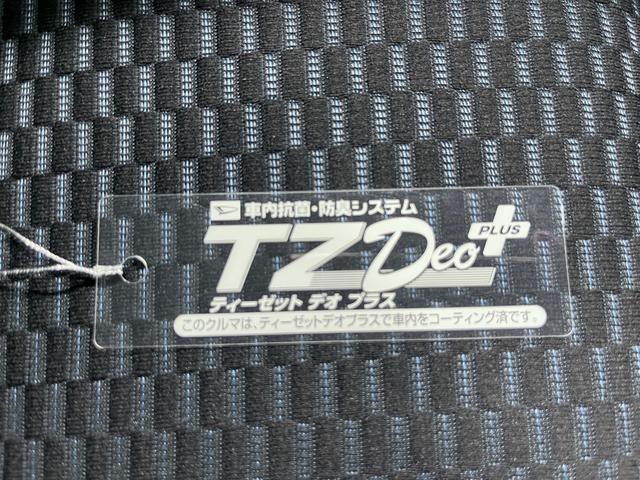 車内抗菌・防臭システム
TZDeo+
PLUS
ティーゼット デオ プラス
このクルマは、ティーゼットデオプラスで車内をコーティング済です。